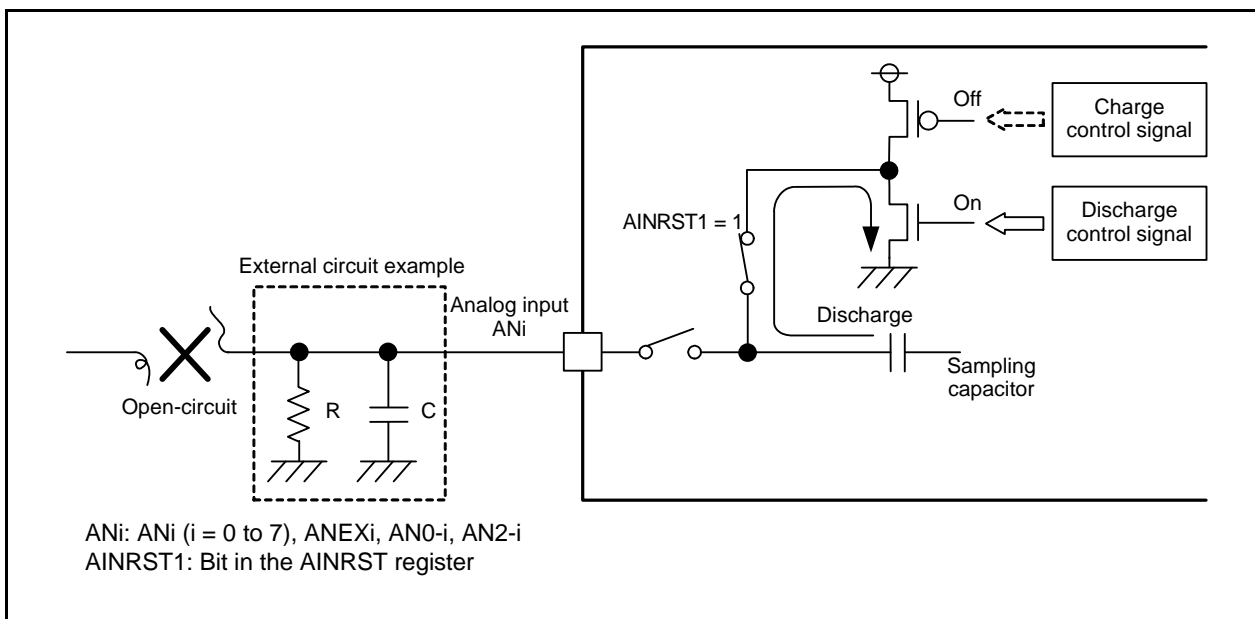 Off
Charge
control signal
On
Discharge
control signal
AINRST1 = 1
External circuit example
Analog input
ANi
Discharge
Sampling
capacitor
Open-circuit
R
C
ANi: ANi (i = 0 to 7), ANEXi, AN0-i, AN2-i
AINRST1: Bit in the AINRST register